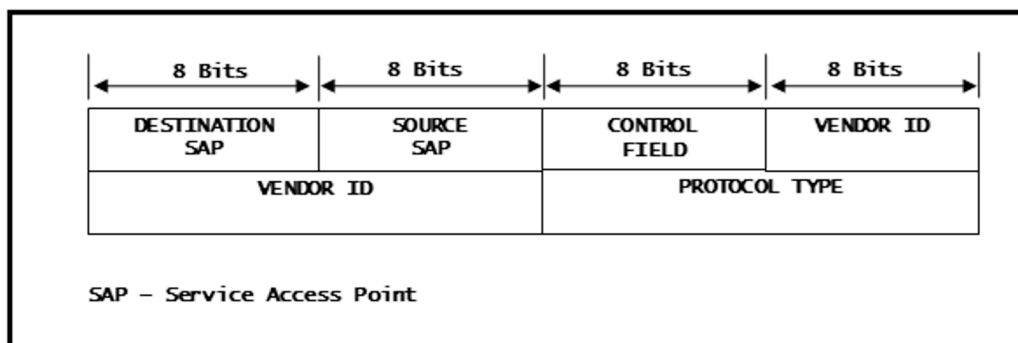 8 Bits 8 Bits 8 Bits 8 Bits
DESTINATION SAP SOURCE SAP CONTROL FIELD VENDOR ID
VENDOR ID PROTOCOL TYPE
SAP – Service Access Point